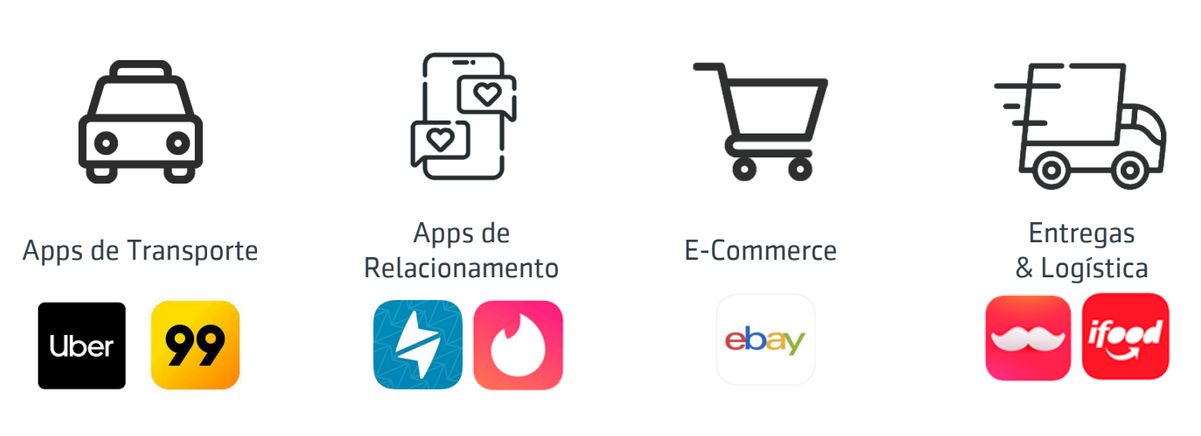 Apps de Transporte
Uber
99
Apps de
Relacionamento
E-Commerce
ebay
Entregas
& Logística
ifood